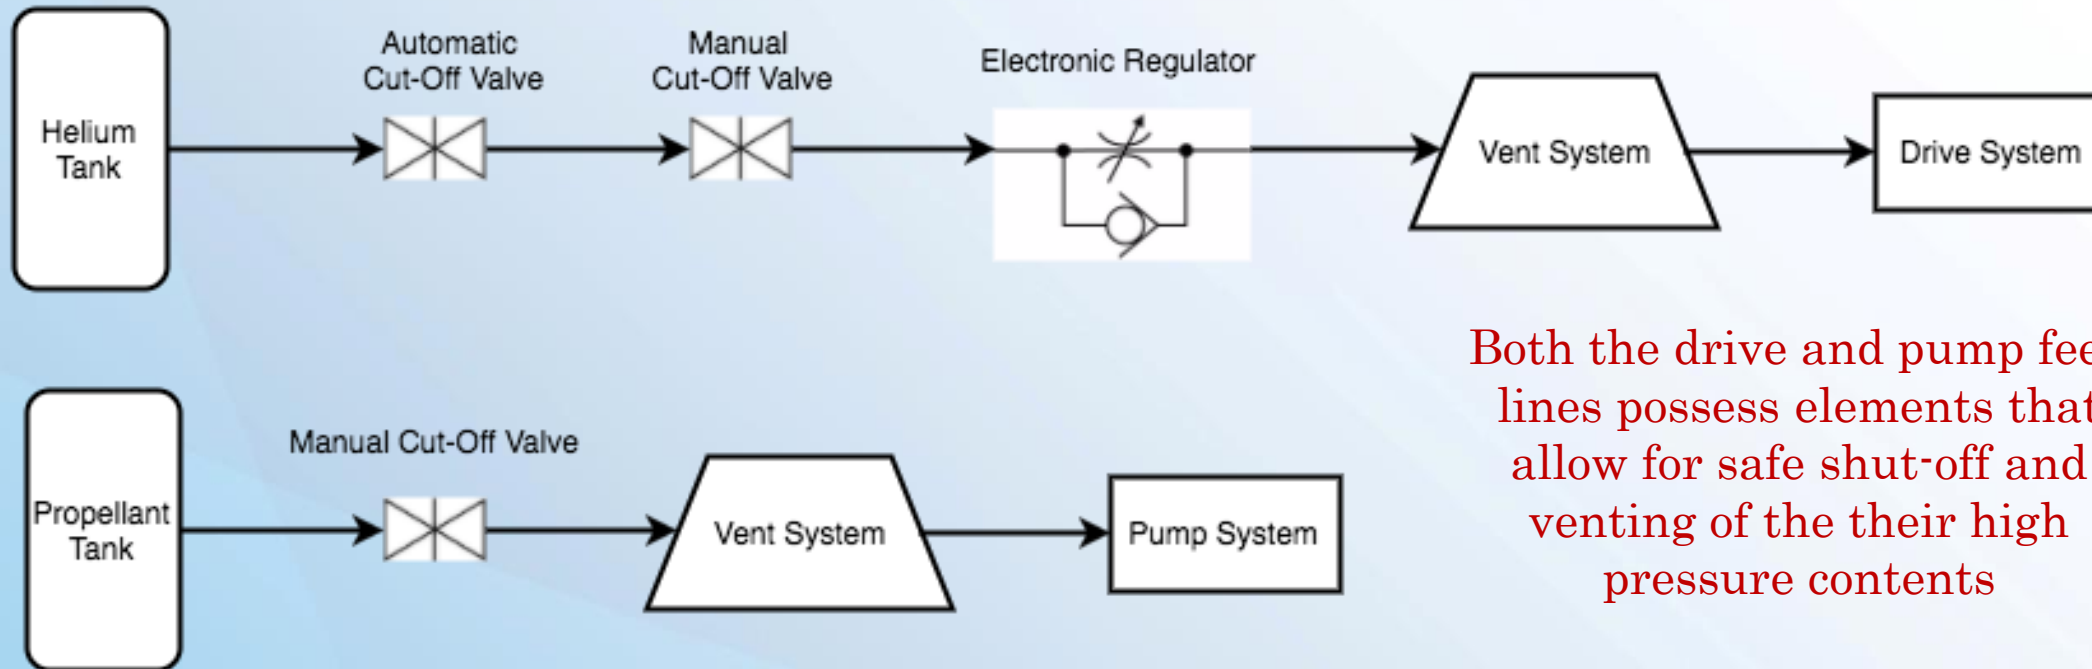 Automatic
Cut-Off Valve
Manual
Cut-Off Valve
Electronic Regulator
Helium
Tank
Vent System
Drive System
Both the drive and pump fee
lines possess elements that
allow for safe shut-off and
venting of the their high
pressure contents
Manual Cut-Off Valve
Propellant
Tank
Vent System
Pump System